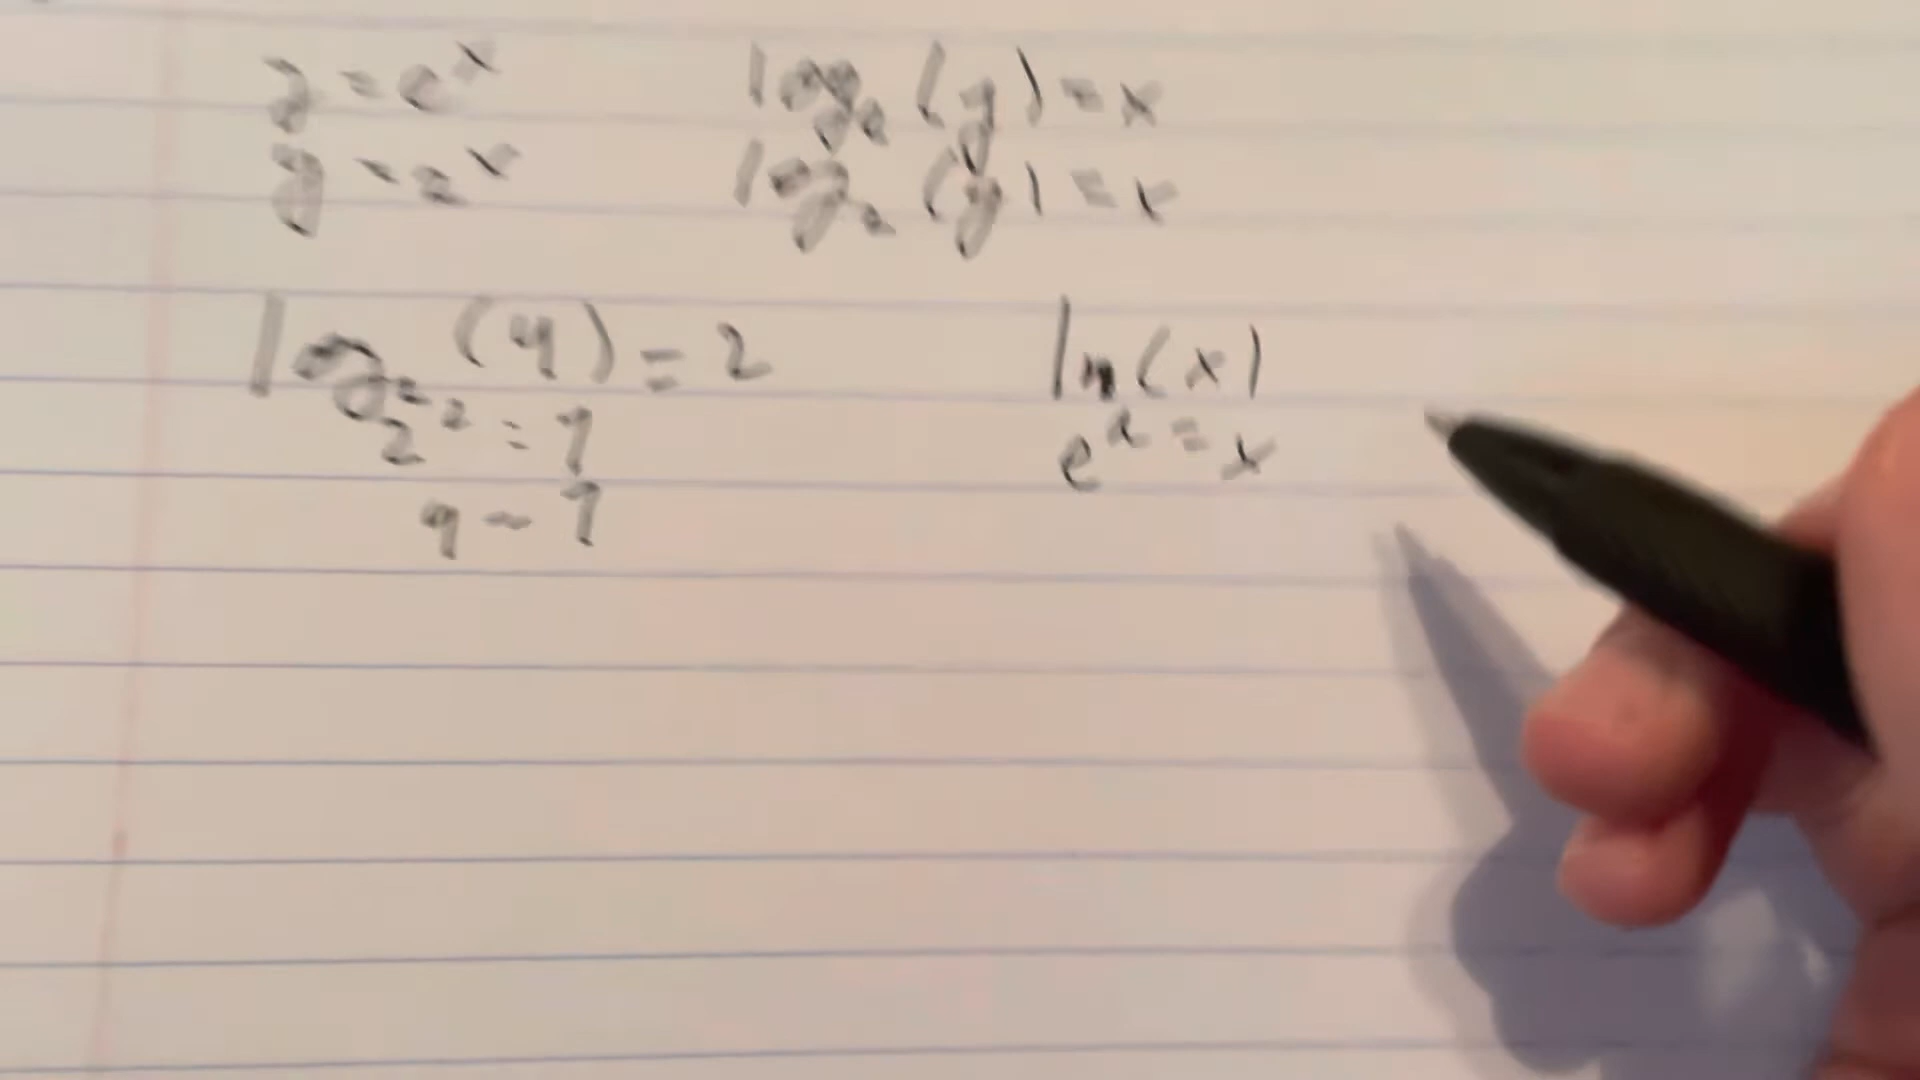 y = e^x log_e (y) = x
y = 2^x log_2 (y) = x
log_2 (4) = 2 ln(x)
2^2 = 4 e^a = x
4 = 4